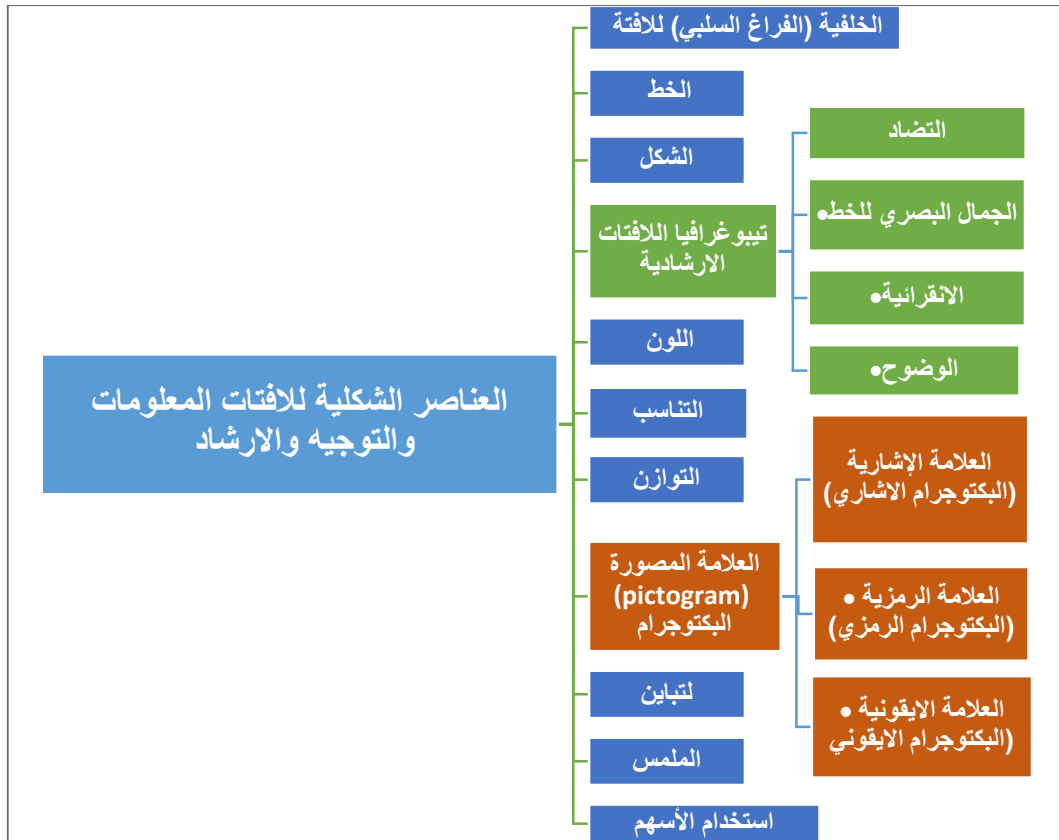 العناصر الشكلية للافتات المعلومات
والتوجيه والارشاد
الخلفية (الفراغ السلبي) للافتة
الخط
الشكل
تيبوغرافيا اللافتات
الارشادية
التضاد
الجمال البصري للخط•
الانقرائية•
الوضوح•
اللون
التناسب
التوازن
العلامة المصورة
(pictogram)
البكتوجرام
العلامة الإشارية
(البكتوجرام الاشاري)
العلامة الرمزية •
(البكتوجرام الرمزي)
العلامة الايقونية •
(البكتوجرام الايقوني
لتباين
الملمس
استخدام الأسهم